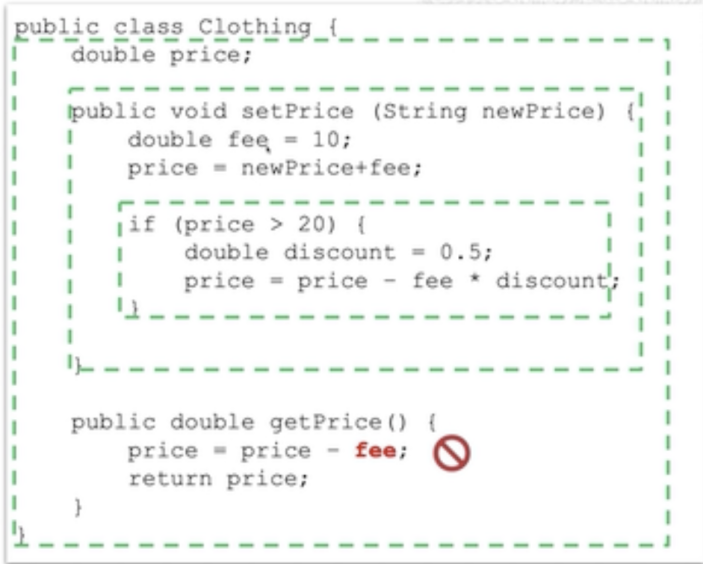 public class Clothing {
double price;
public void setPrice (String newPrice) {
double fee = 10;
price = newPrice+fee;
if (price > 20) {
double discount = 0.5;
price = price - fee * discount;
}
}
public double getPrice() {
price = price - fee;
return price;
}
}